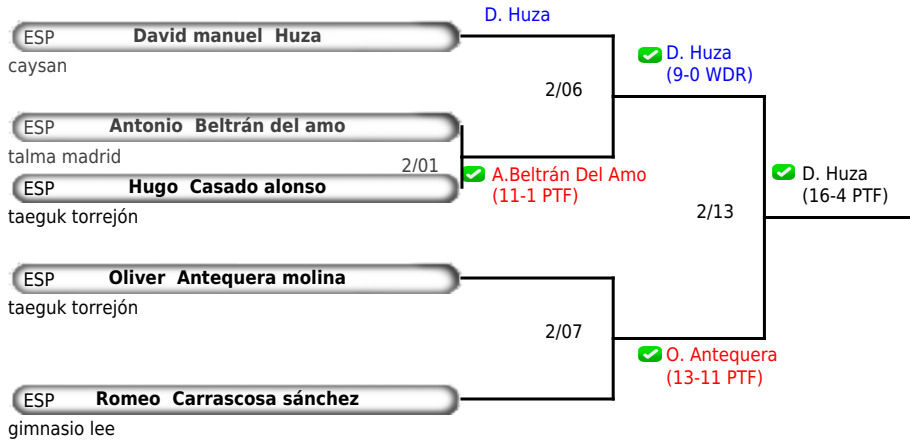 D. Huza
ESP David manuel Huza
caysan
D. Huza
(9-0 WDR)
2/06
ESP Antonio Beltrán del amo
talma madrid
2/01
A.Beltrán Del Amo
(11-1 PTF)
ESP Hugo Casado alonso
taeguk torrejón
D. Huza
(16-4 PTF)
2/13
ESP Oliver Antequera molina
taeguk torrejón
2/07
O. Antequera
(13-11 PTF)
ESP Romeo Carrascosa sánchez
gimnasio lee